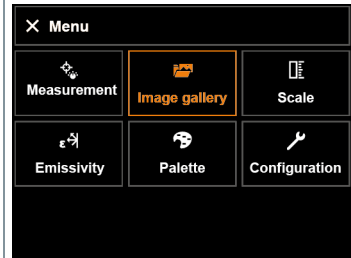 Menu
Measurement
Image gallery
Scale
Emissivity
Palette
Configuration